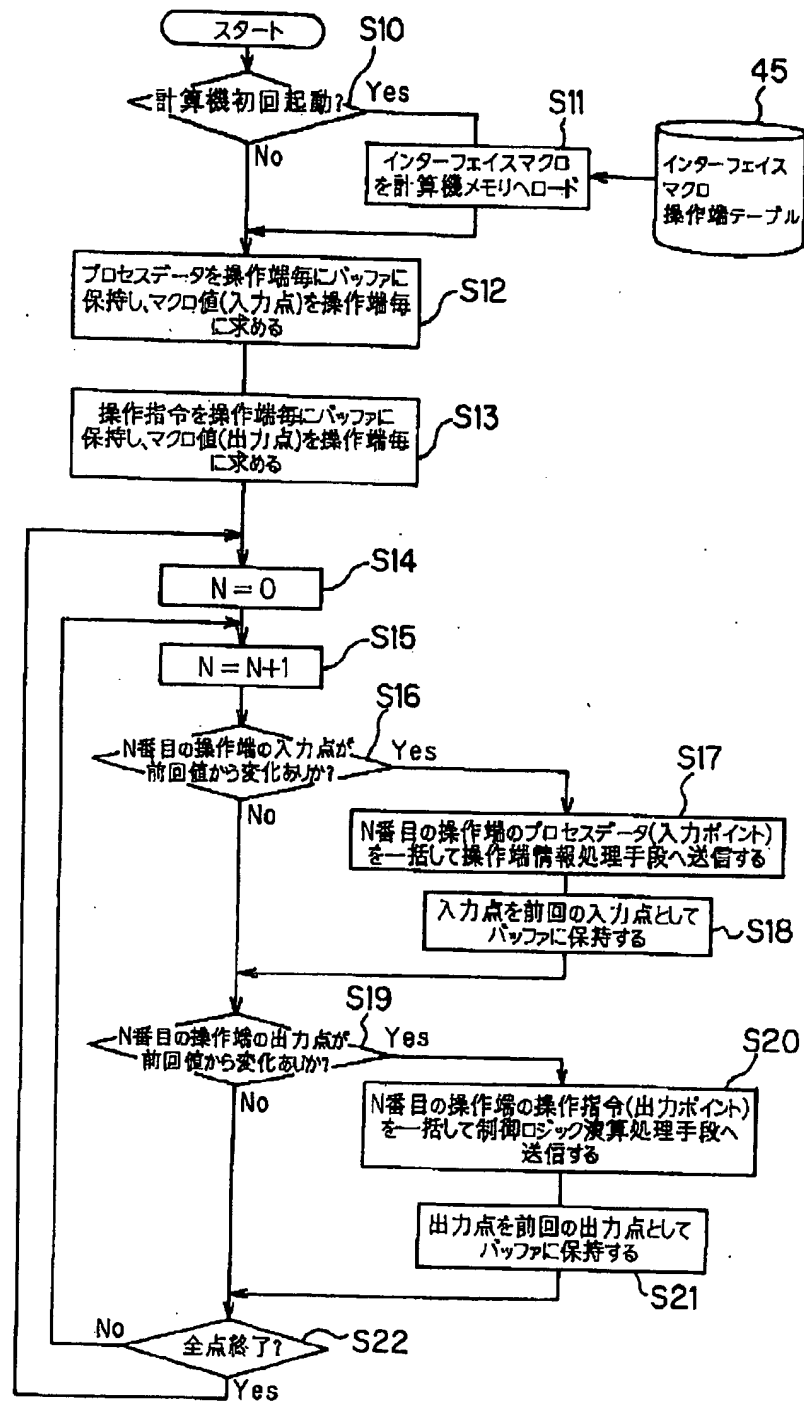 スタート
S10
計算機初回起動?
Yes
No
S11
インターフェイスマクロ
を計算機メモリへロード
45
インターフェイス
マクロ
操作端テーブル
プロセスデータを操作端毎にバッファに
保持し、マクロ値(入力点)を操作端毎
に求める
S12
操作指令を操作端毎にバッファに
保持し、マクロ値(出力点)を操作端毎
に求める
S13
S14
N=0
S15
N=N+1
S16
N番目の操作端の入力点が
前回値から変化ありか?
Yes
No
S17
N番目の操作端のプロセスデータ(入力ポイント)
を一括して操作端情報処理手段へ送信する
入力点を前回の入力点として
バッファに保持する
S18
S19
N番目の操作端の出力点が
前回値から変化ありか?
Yes
No
S20
N番目の操作端の操作指令(出力ポイント)
を一括して制御ロジック演算処理手段へ
送信する
出力点を前回の出力点として
バッファに保持する
S21
No
全点終了?
S22
Yes